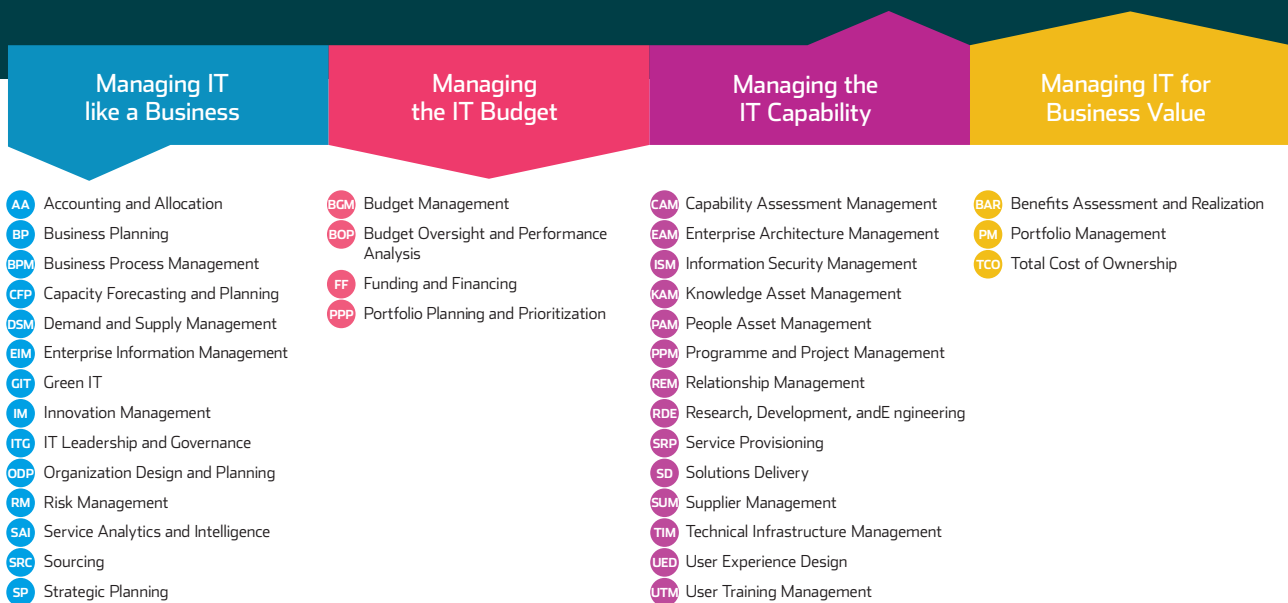 Managing IT
like a Business
Managing
the IT Budget
Managing the
IT Capability
Managing IT for
Business Value
AA Accounting and Allocation
BP Business Planning
BPM Business Process Management
CFP Capacity Forecasting and Planning
DSM Demand and Supply Management
EIM Enterprise Information Management
GIT Green IT
IM Innovation Management
ITG IT Leadership and Governance
ODP Organization Design and Planning
RM Risk Management
SAI Service Analytics and Intelligence
SRC Sourcing
SP Strategic Planning
BGM Budget Management
BOP Budget Oversight and Performance
Analysis
FF Funding and Financing
PPP Portfolio Planning and Prioritization
CAM Capability Assessment Management
EAM Enterprise Architecture Management
ISM Information Security Management
KAM Knowledge Asset Management
PAM People Asset Management
PPM Programme and Project Management
REM Relationship Management
RDE Research, Development, andE ngineering
SRP Service Provisioning
SD Solutions Delivery
SUM Supplier Management
TIM Technical Infrastructure Management
UED User Experience Design
UTM User Training Management
BAR Benefits Assessment and Realization
PM Portfolio Management
TCO Total Cost of Ownership